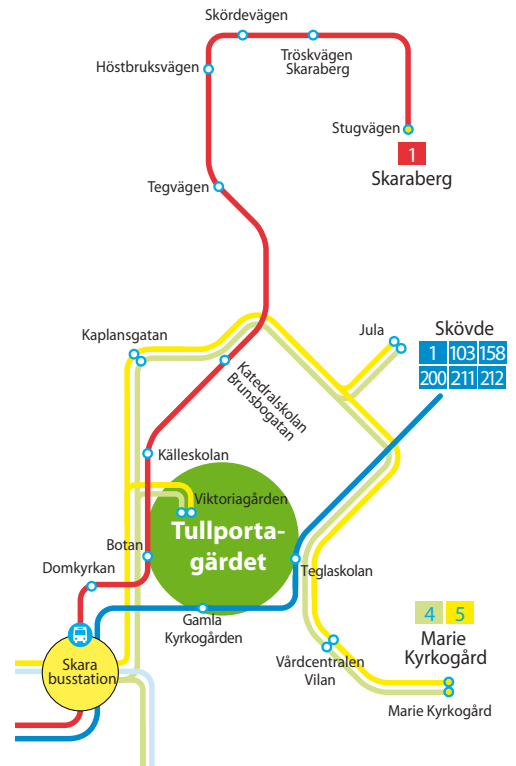 Skördevägen
Tröskvägen
Skaraberg
Höstbruksvägen
Stugvägen
1
Skaraberg
Tegvägen
Kaplansgatan
Jula
Skövde
1 103 158
200 211 212
Katedralskolan
Brunsbogatan
Källeskolan
Viktoriagården
Tullporta-
gärdet
Botan
Domkyrkan
Teglaskolan
Gamla
Kyrkogården
4 5
Marie
Kyrkogård
Skara
busstation
Vårdcentralen
Vilan
Marie Kyrkogård